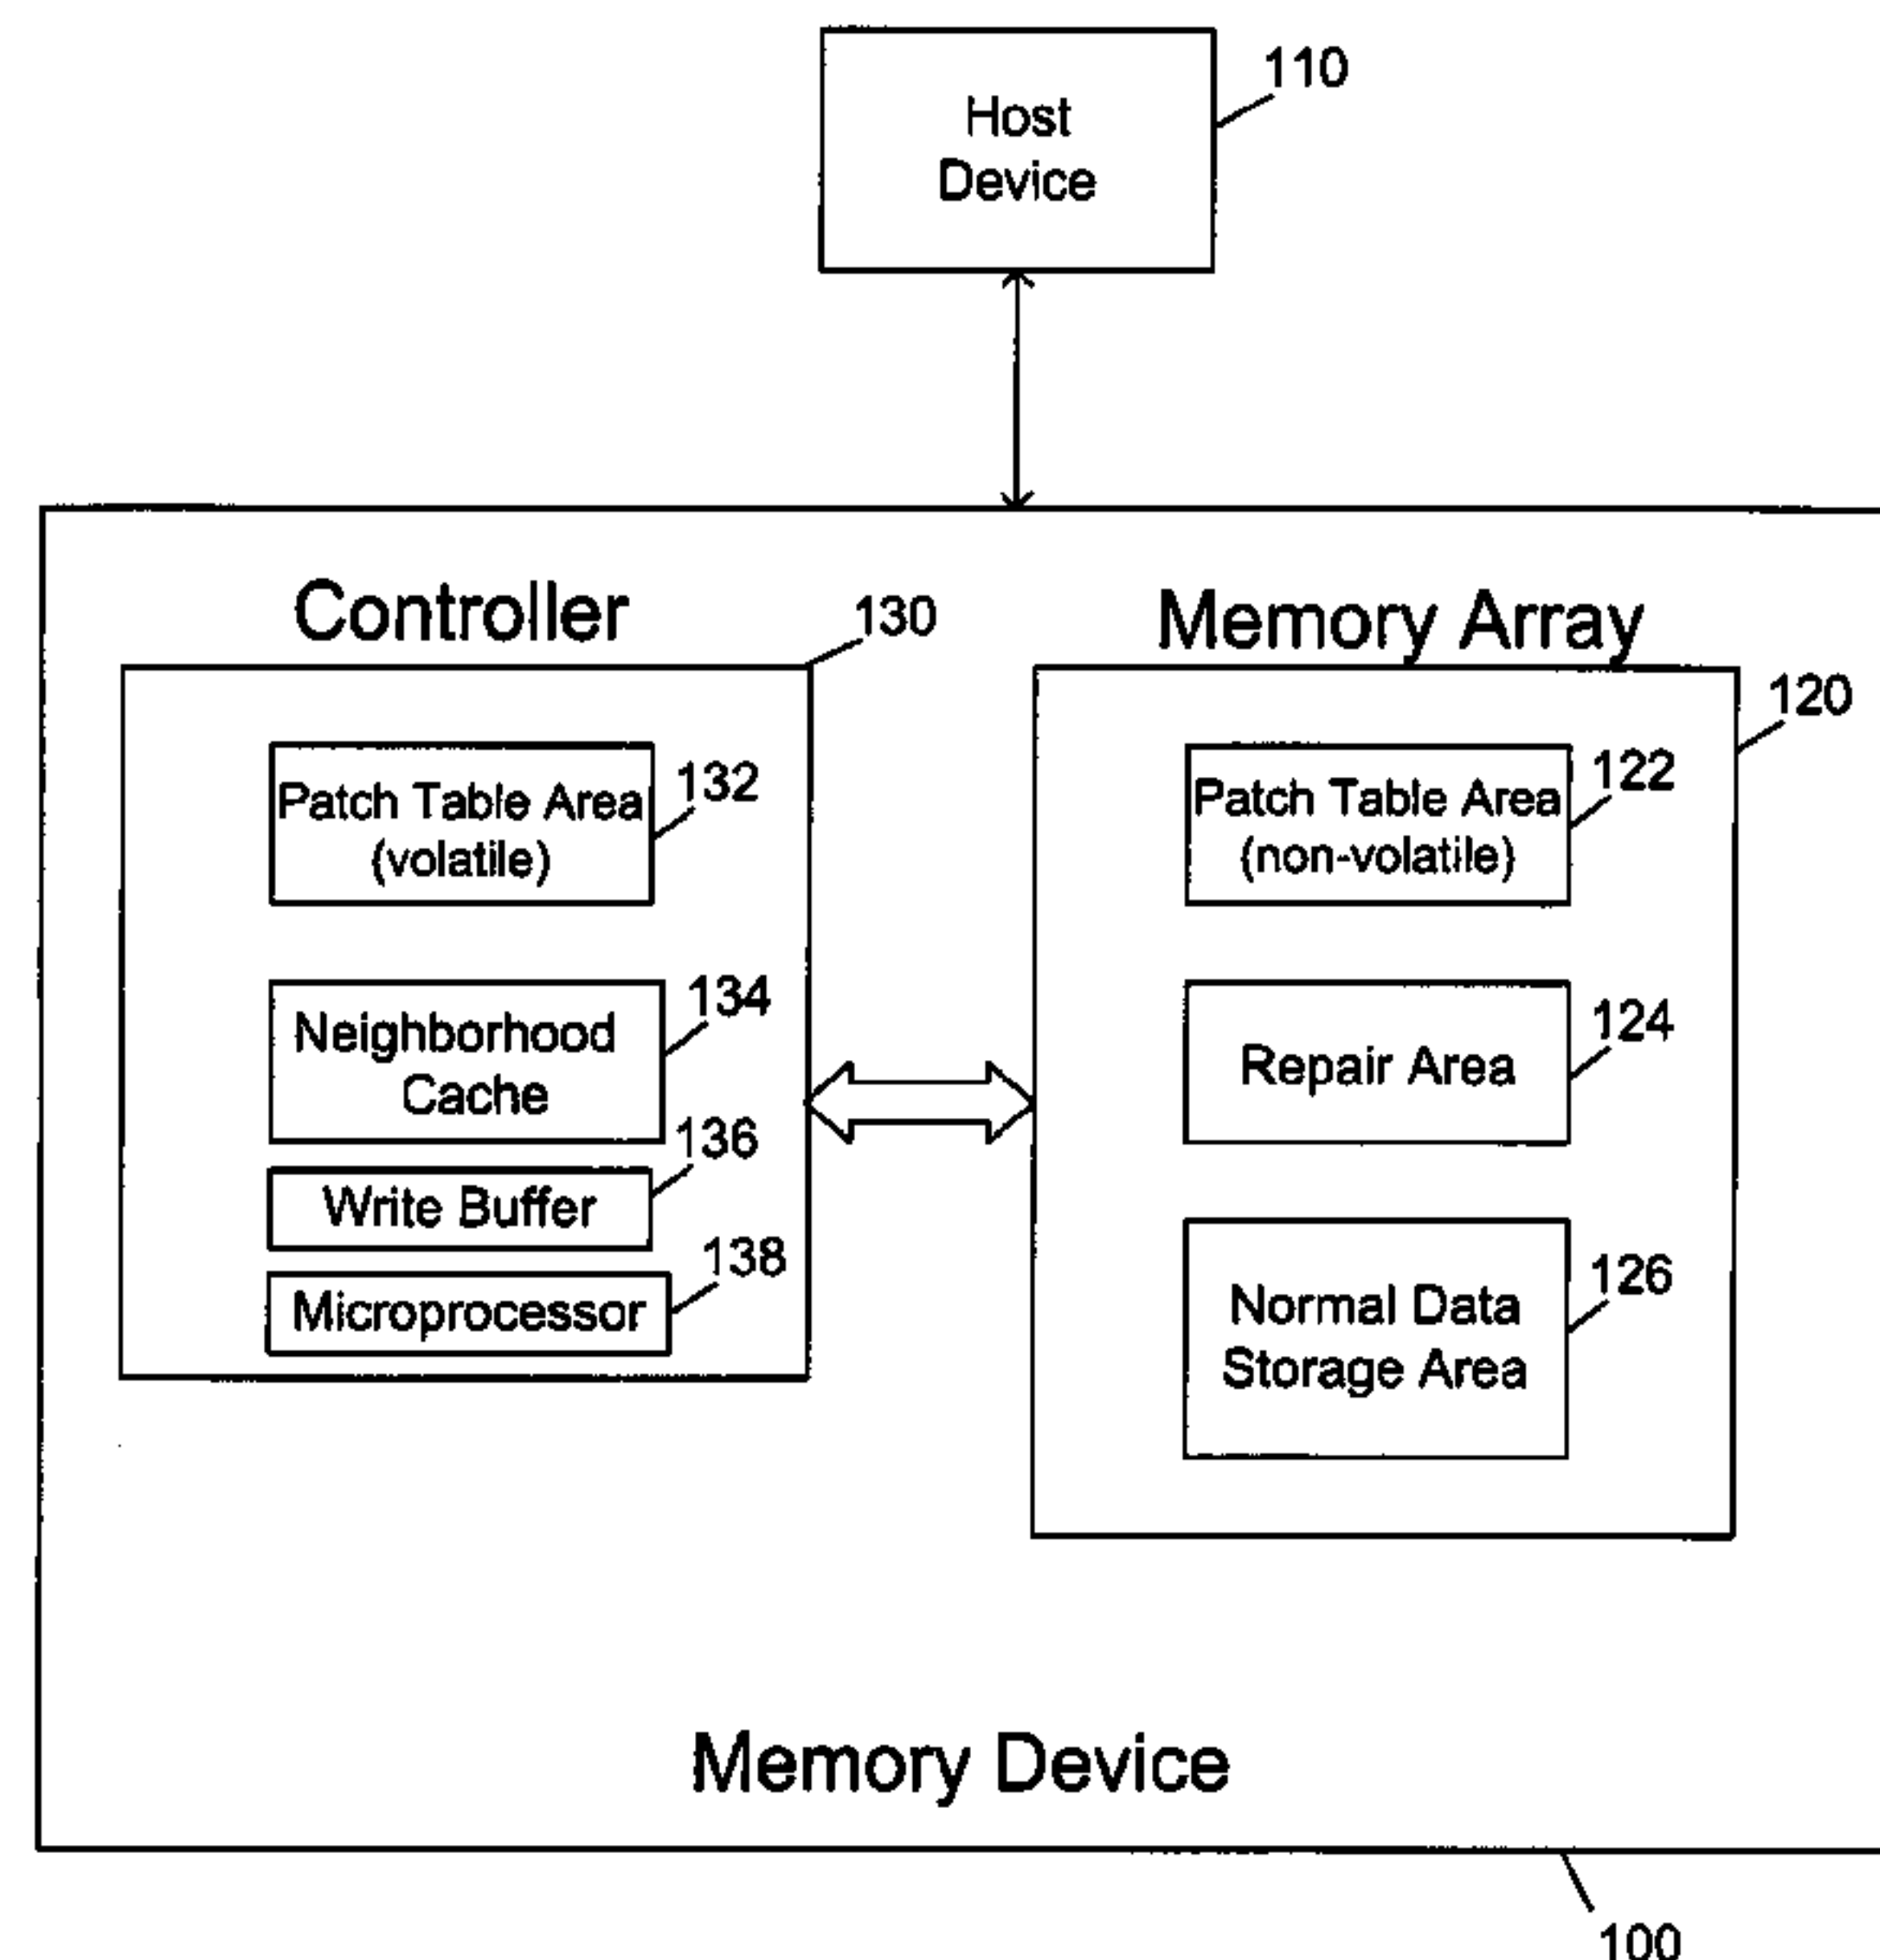 110
Host
Device
Controller
130
Memory Array
120
Patch Table Area
(volatile)
132
Patch Table Area
(non-volatile)
122
Neighborhood
Cache
134
Repair Area
124
Write Buffer
136
Microprocessor
138
Normal Data
Storage Area
126
Memory Device
100